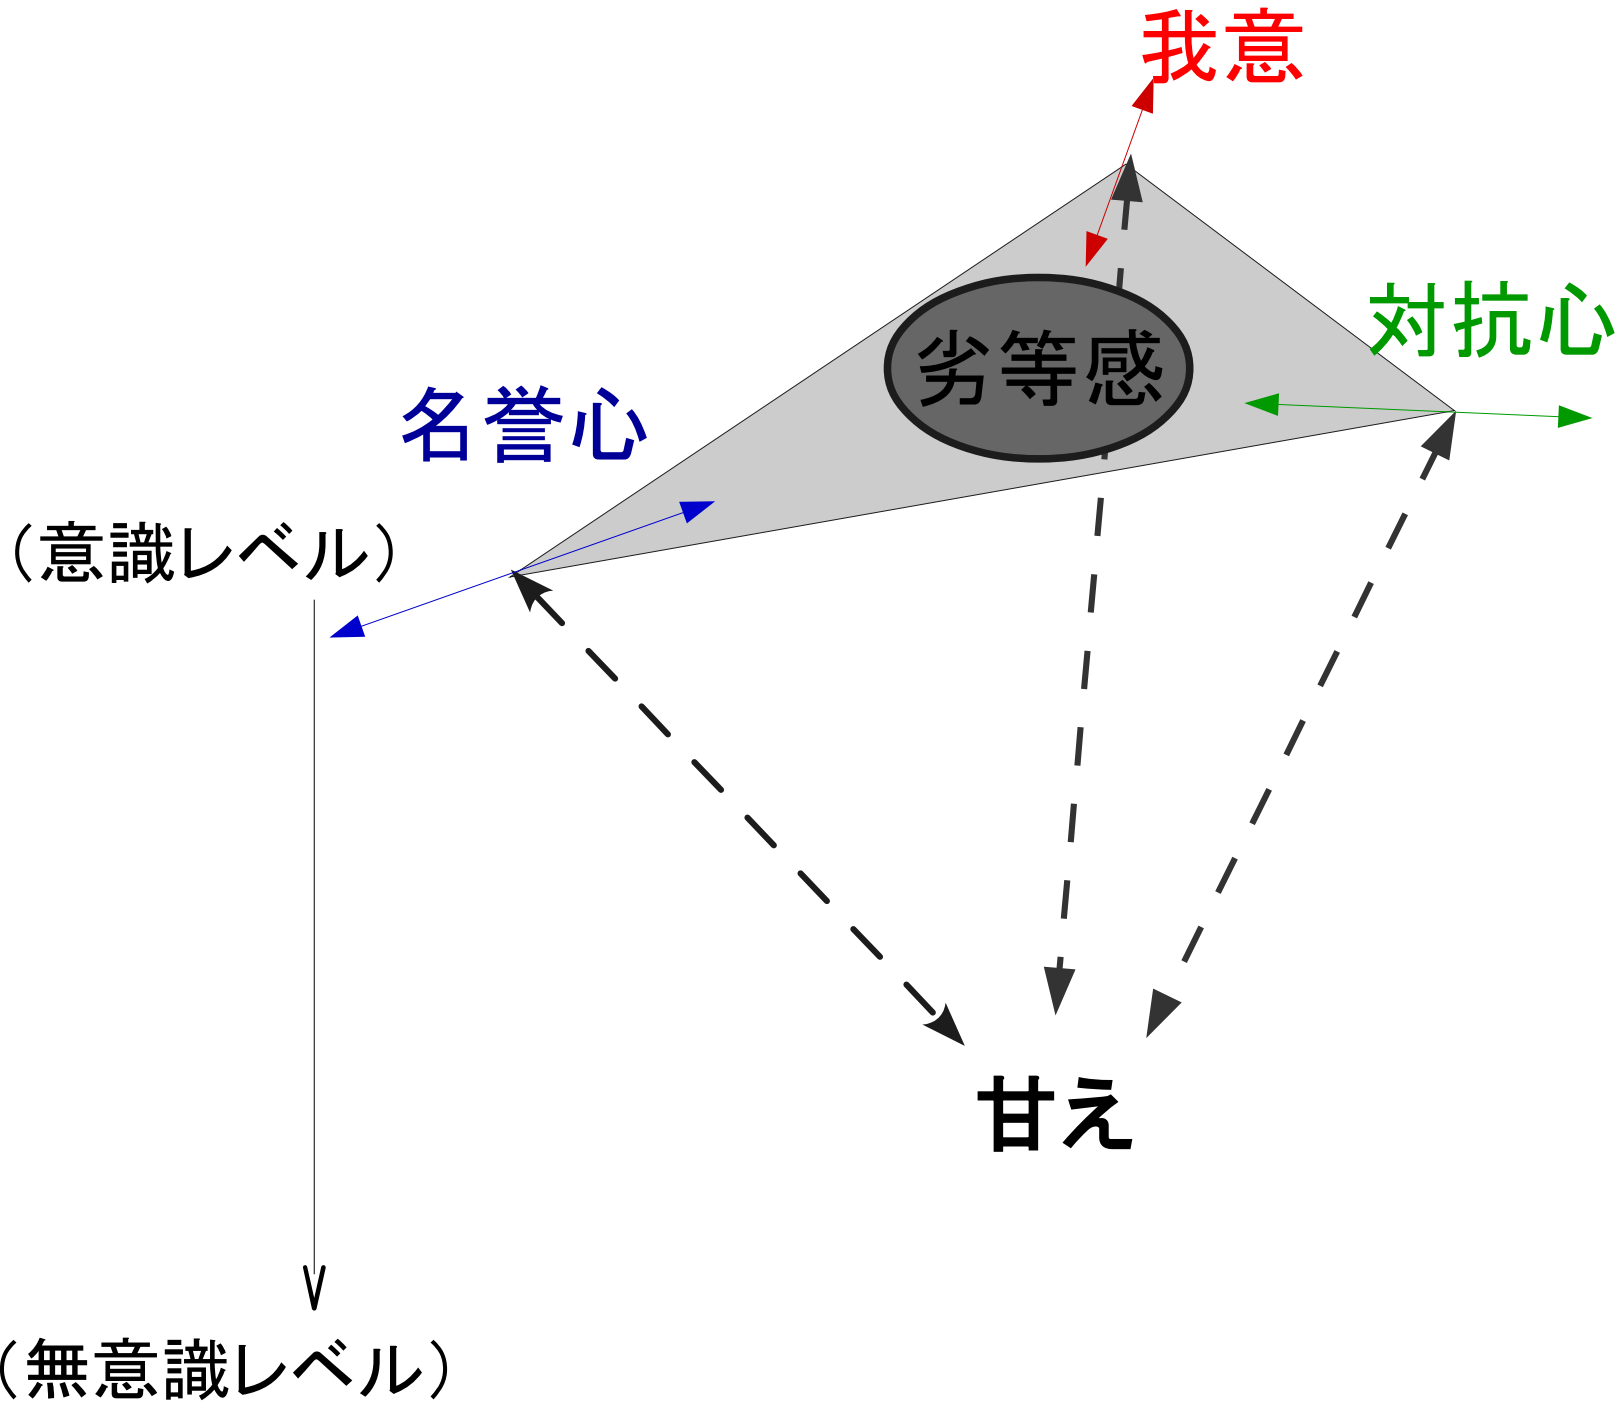 我意
対抗心
劣等感
名誉心
（意識レベル）
甘え
（無意識レベル）